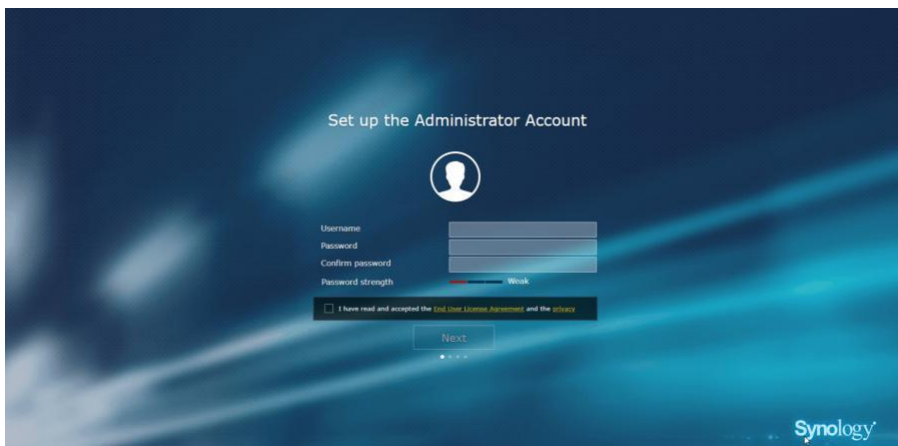 Set up the Administrator Account
Username
Password
Confirm password
Password strength Weak
I have read and accepted the End User License Agreement and the privacy
Next
Synology